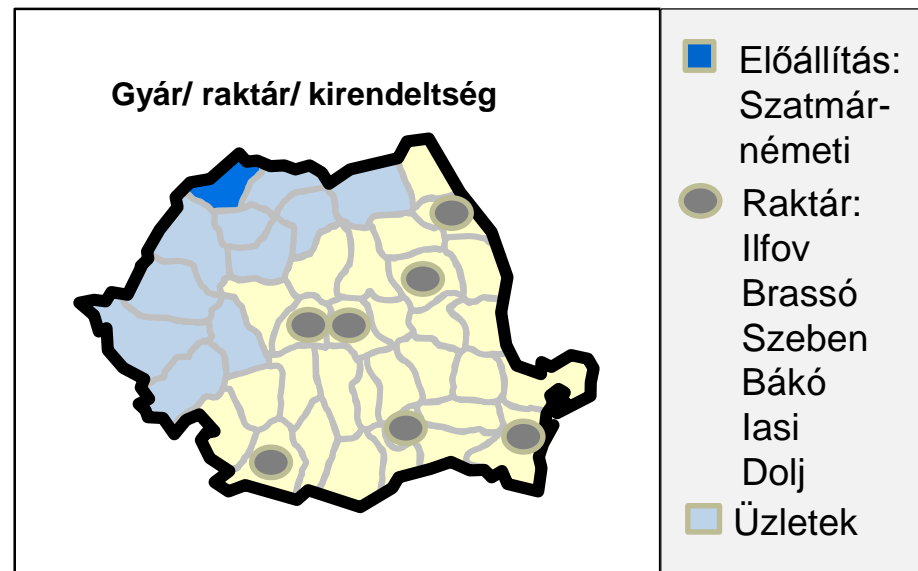 Gyár/ raktár/ kirendeltség
Előállítás:
Szatmár-
németi
Raktár:
Ilfov
Brassó
Szeben
Bákó
Iasi
Dolj
Üzletek